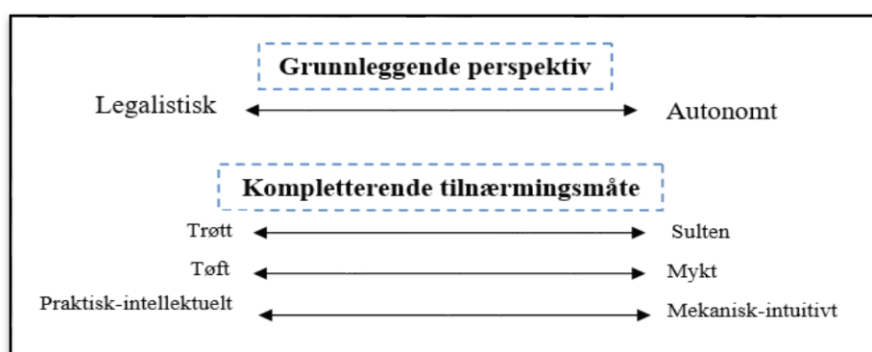 Grunnleggende perspektiv
Legalistisk Autonomt
Kompletterende tilnærmingsmåte
Trøtt Sulten
Tøft Mykt
Praktisk-intellektuelt Mekanisk-intuitivt